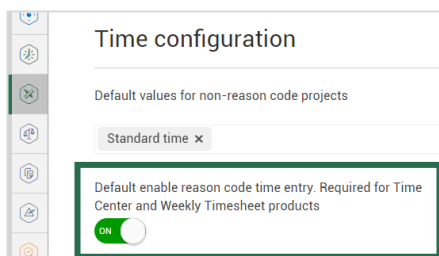 Time configuration
Default values for non-reason code projects
Standard time ×
Default enable reason code time entry. Required for Time
Center and Weekly Timesheet products
ON